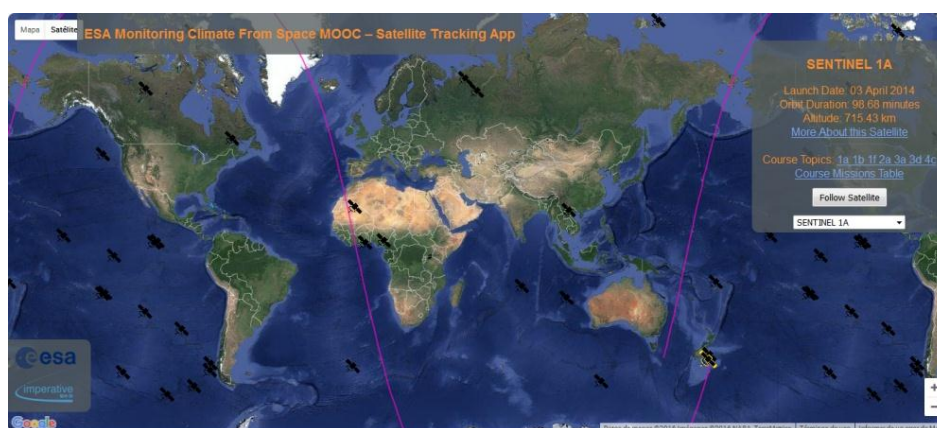 Mapa Satélite
ESA Monitoring Climate From Space MOOC – Satellite Tracking App
SENTINEL 1A
Launch Date: 03 April 2014
Orbit Duration: 98.68 minutes
Altitude: 715.43 km
More About this Satellite
Course Topics: 1a 1b 1f 2a 3a 3d 4c
Course Missions Table
Follow Satellite
SENTINEL 1A
esa
imperative
Google
+
−